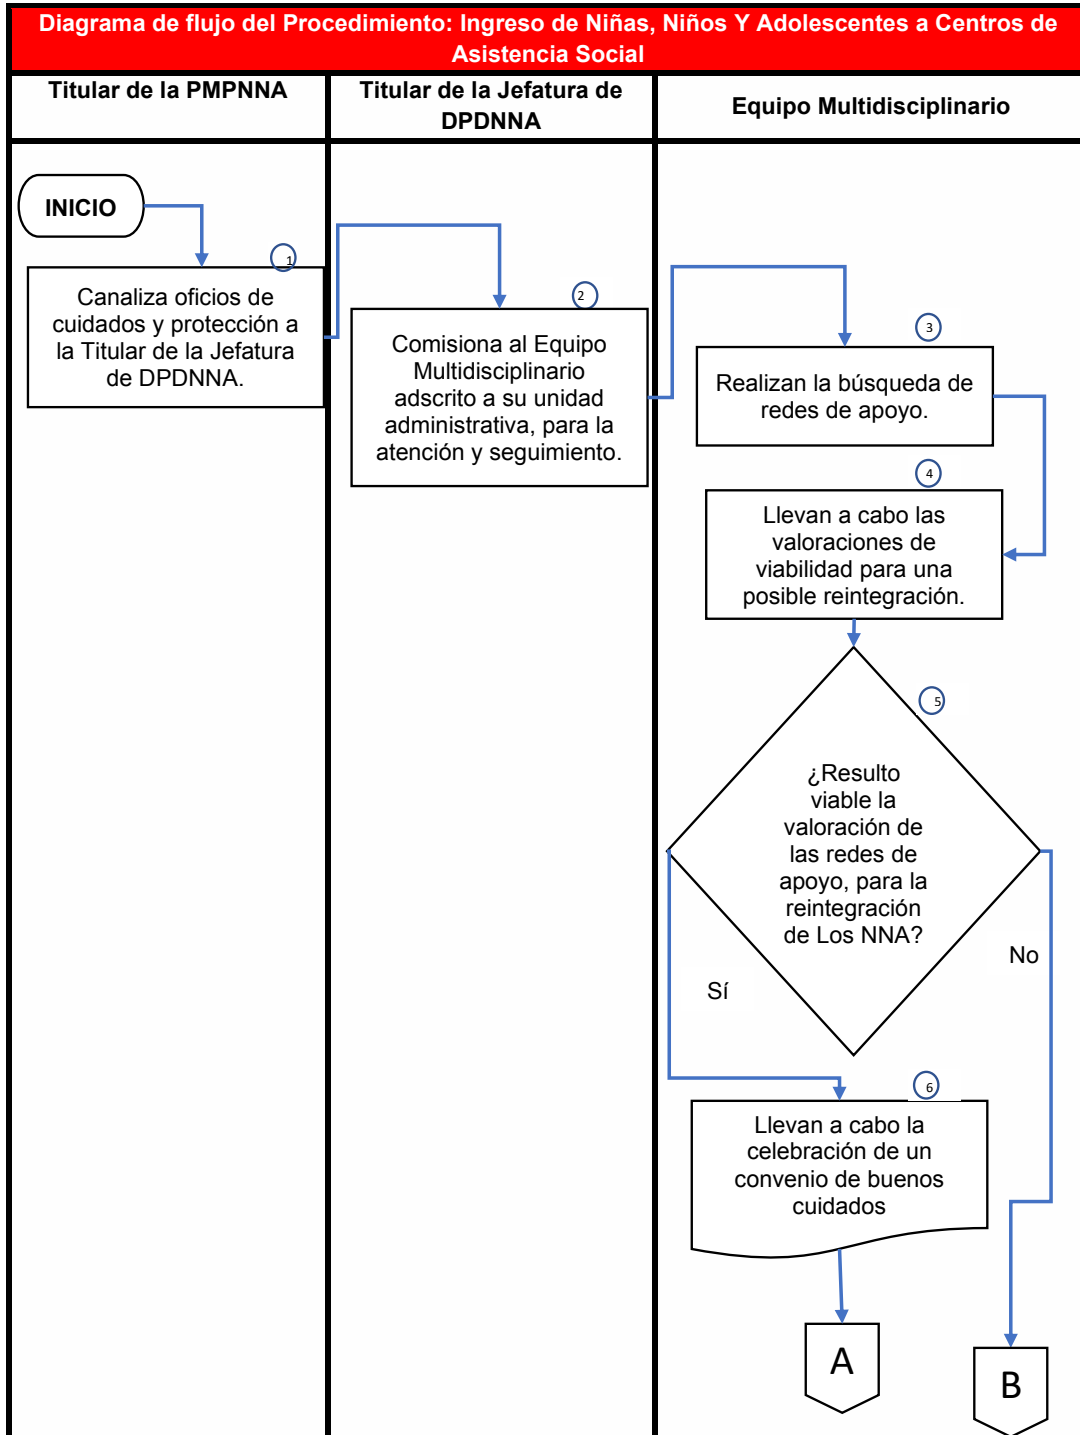 Diagrama de flujo del Procedimiento: Ingreso de Niñas, Niños Y Adolescentes a Centros de
Asistencia Social
Titular de la PMPNNA
Titular de la Jefatura de
DPDNNA
Equipo Multidisciplinario
INICIO
1
Canaliza oficios de
cuidados y protección a
la Titular de la Jefatura
de DPDNNA.
2
Comisiona al Equipo
Multidisciplinario
adscrito a su unidad
administrativa, para la
atención y seguimiento.
3
Realizan la búsqueda de
redes de apoyo.
4
Llevan a cabo las
valoraciones de
viabilidad para una
posible reintegración.
5
¿Resulto
viable la
valoración de
las redes de
apoyo, para la
reintegración
de Los NNA?
No
Sí
6
Llevan a cabo la
celebración de un
convenio de buenos
cuidados
A
B